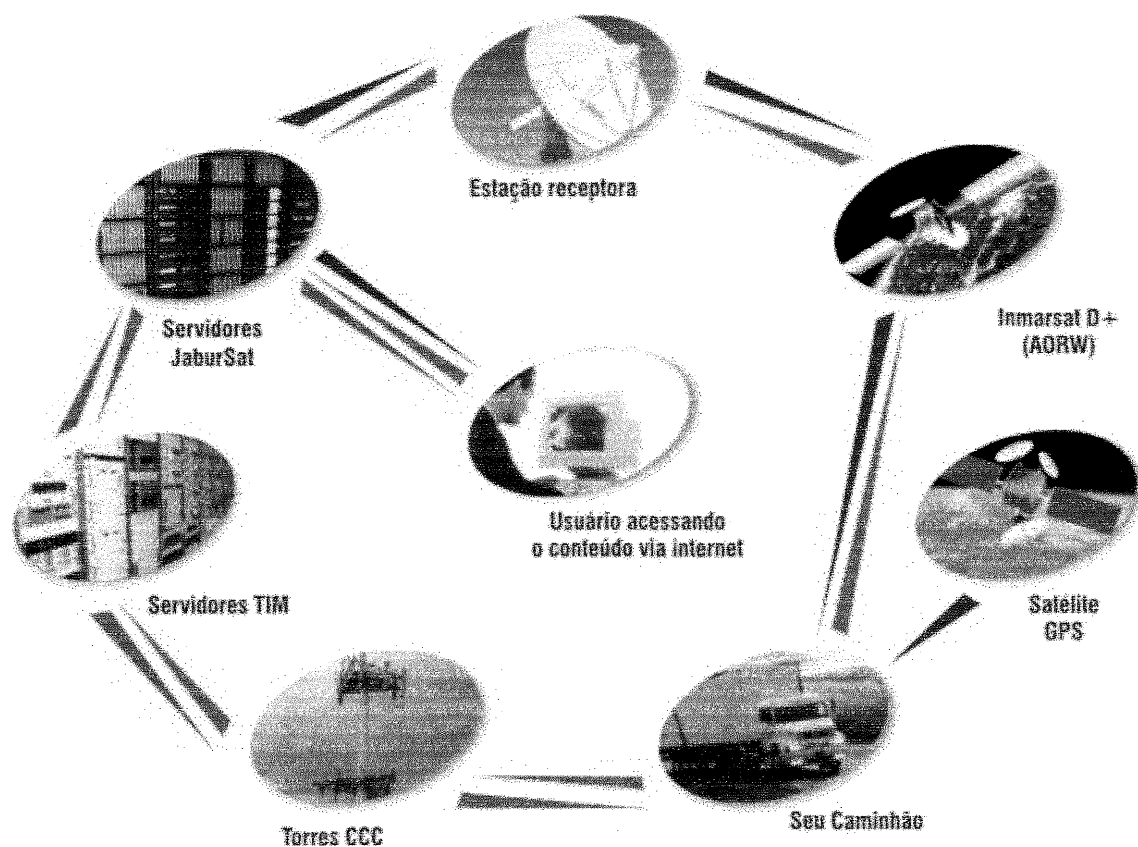 Estação receptora
Servidores
JaburSat
Inmarsat D+
(AORW)
Usuário acessando
o conteúdo via internet
Satélite
GPS
Servidores TIM
Torres CCC
Seu Caminhão